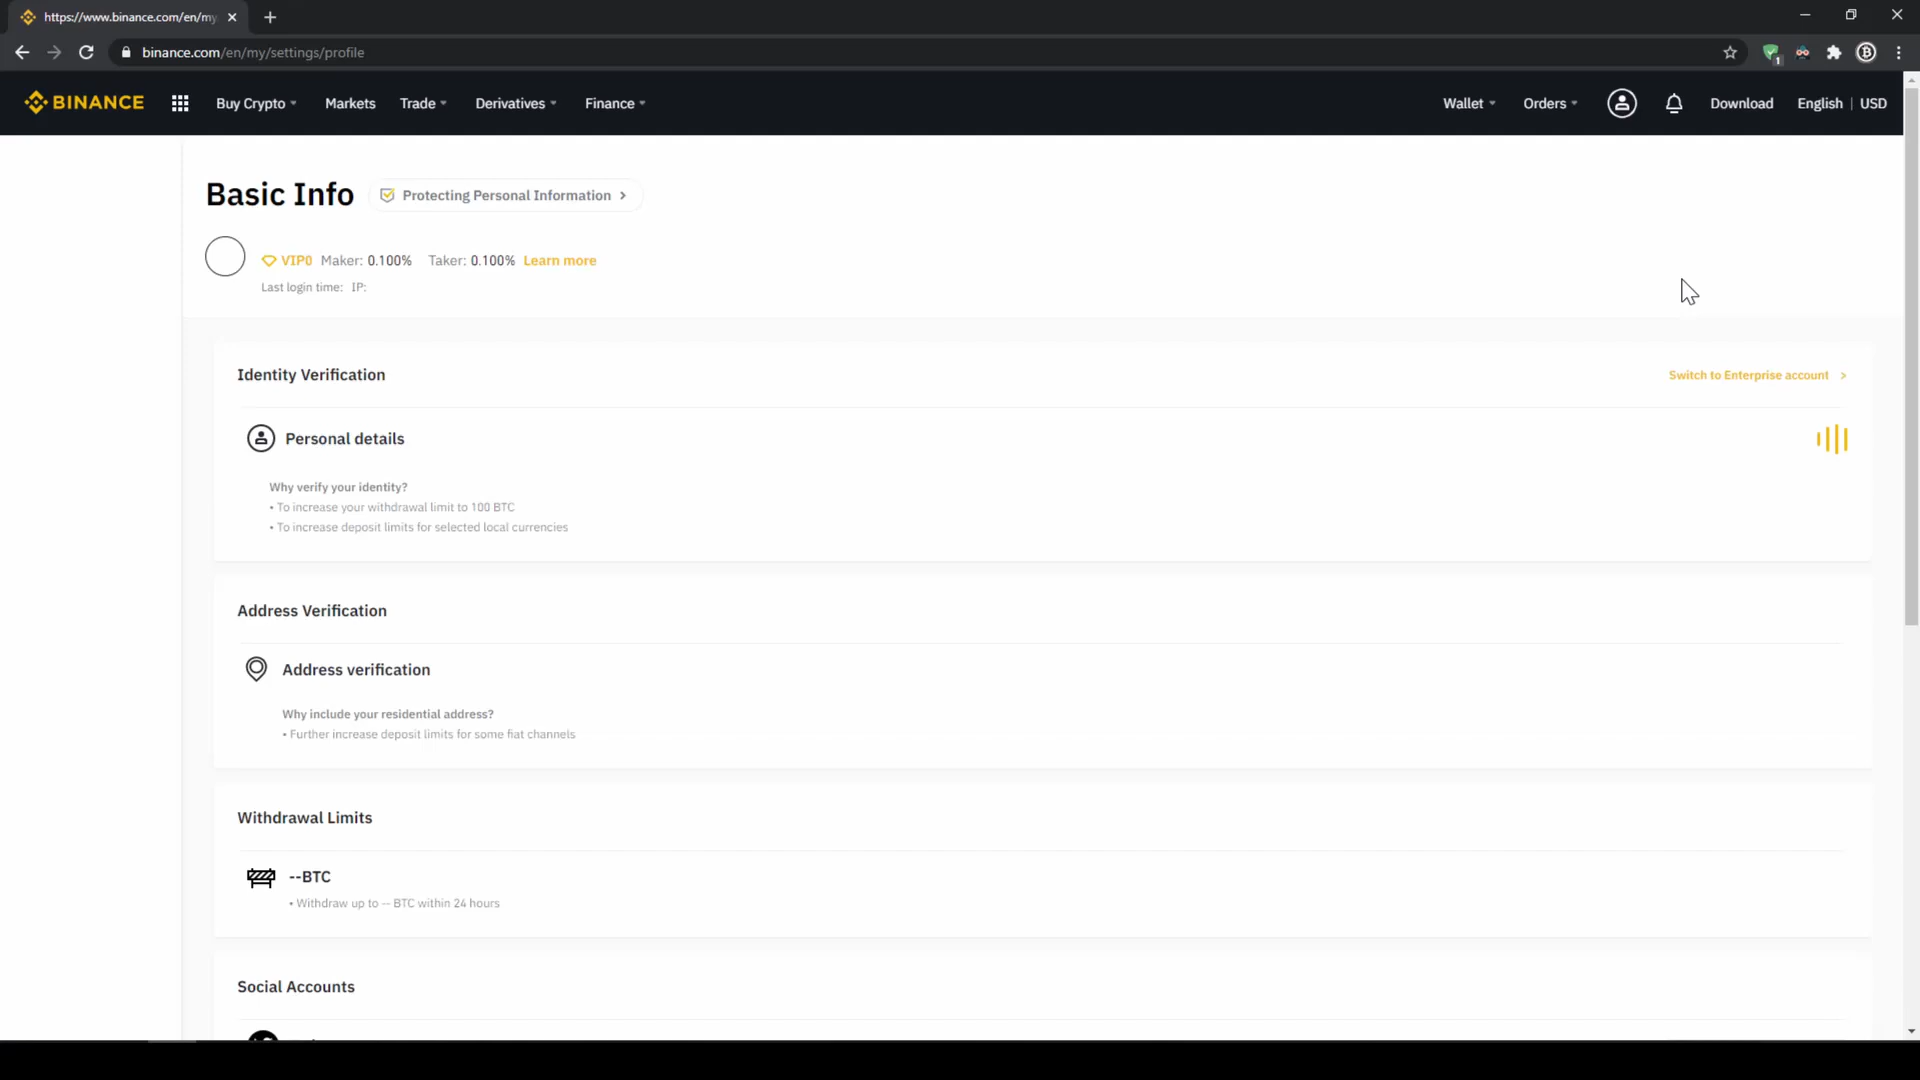 https://www.binance.com/en/my
binance.com/en/my/settings/profile
1
BINANCE
Buy Crypto
Markets
Trade
Derivatives
Finance
Wallet
Orders
Download
English | USD
Basic Info
Protecting Personal Information >
VIP0 Maker: 0.100% Taker: 0.100% Learn more
Last login time: IP:
Identity Verification
Switch to Enterprise account >
Personal details
Why verify your identity?
• To increase your withdrawal limit to 100 BTC
• To increase deposit limits for selected local currencies
Address Verification
Address verification
Why include your residential address?
• Further increase deposit limits for some fiat channels
Withdrawal Limits
--BTC
• Withdraw up to -- BTC within 24 hours
Social Accounts